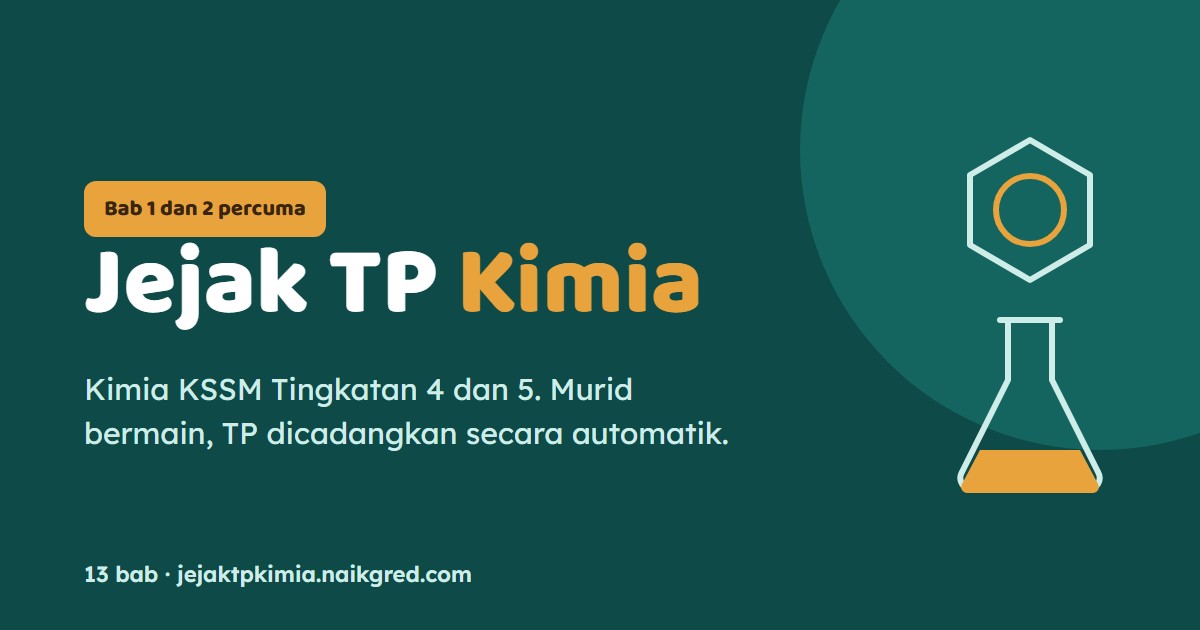 Bab 1 dan 2 percuma
Jejak TP Kimia
Kimia KSSM Tingkatan 4 dan 5. Murid
bermain, TP dicadangkan secara automatik.
13 bab · jejaktpkimia.naikgred.com